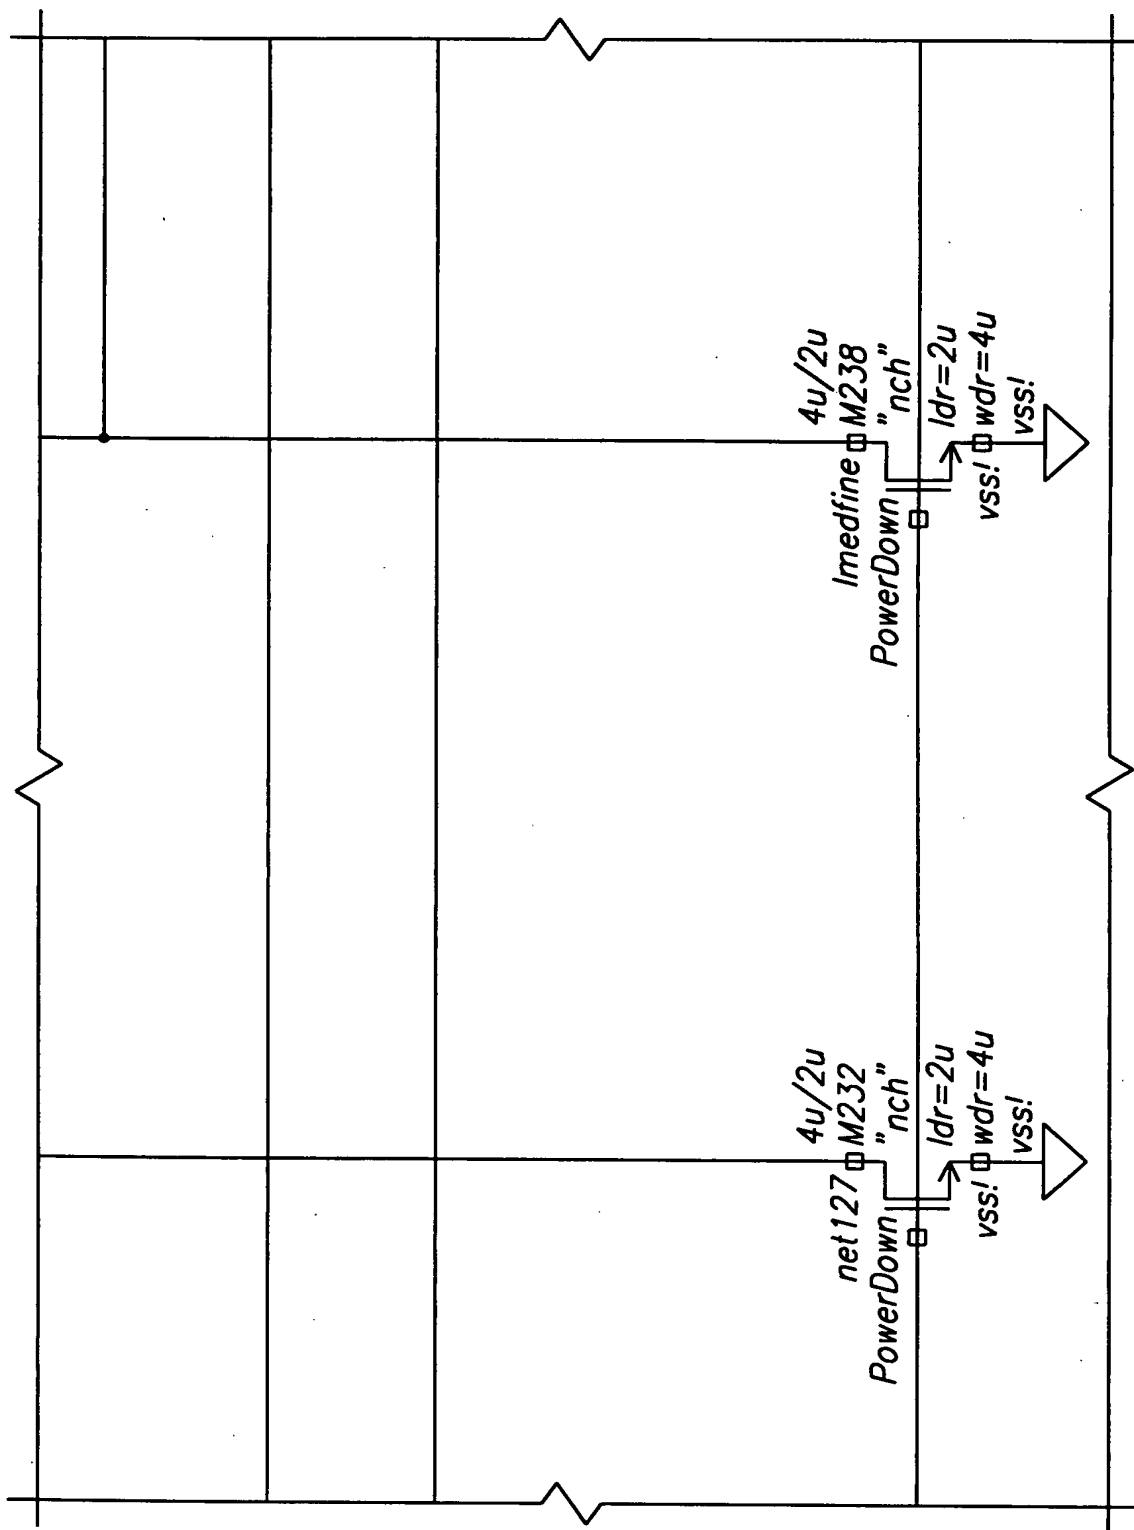 4u/2u
Imedfine M238
"nch"
PowerDown
ldr=2u
wdr=4u
vss!
vss!
4u/2u
net127 M232
"nch"
PowerDown
ldr=2u
wdr=4u
vss!
vss!